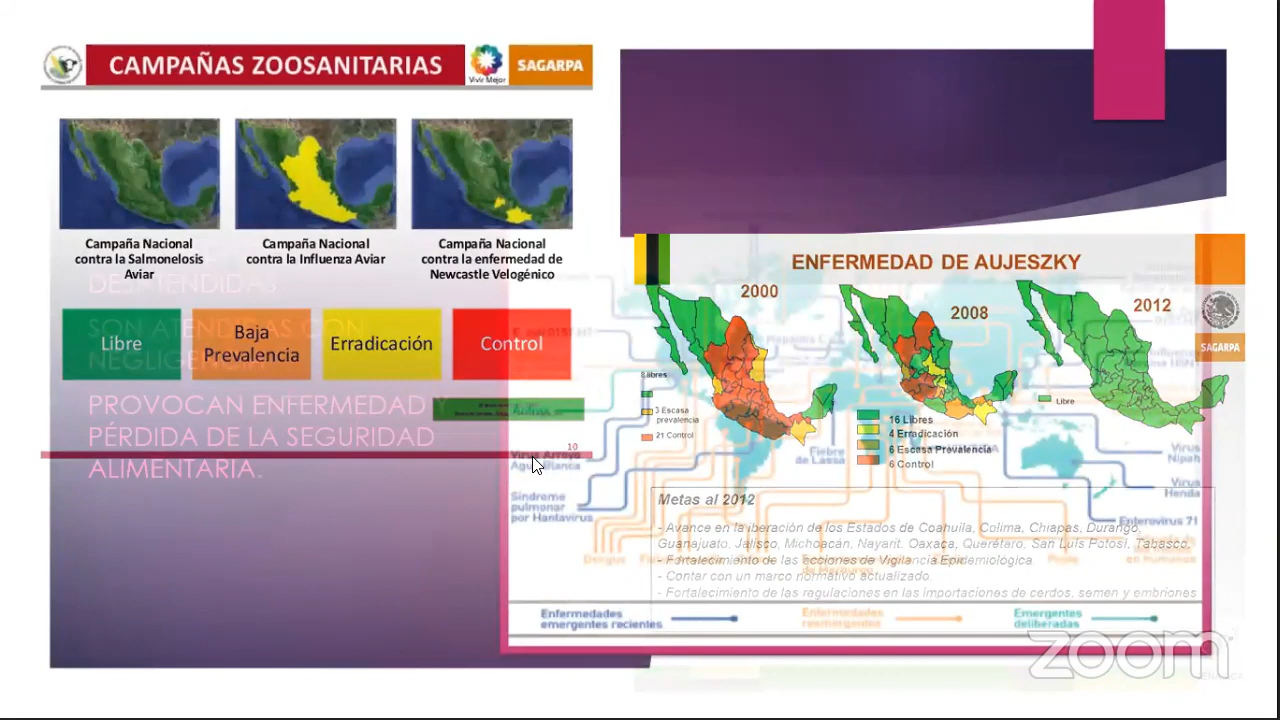 CAMPAÑAS ZOOSANITARIAS
Vivir Mejor
SAGARPA
Campaña Nacional
contra la Salmonelosis
Aviar
Campaña Nacional
contra la Influenza Aviar
Campaña Nacional
contra la enfermedad de
Newcastle Velogénico
DESATENDIDAS
SON ATENDIDAS CON
NEGLIGENCIA
Libre
Baja
Prevalencia
Erradicación
Control
PROVOCAN ENFERMEDAD Y
PÉRDIDA DE LA SEGURIDAD
ALIMENTARIA.
10
ENFERMEDAD DE AUJESZKY
2000
2008
2012
SAGARPA
8 libres
3 Escasa
prevalencia
21 Control
16 Libres
4 Erradicación
6 Escasa Prevalencia
6 Control
Libre
Virus Arroyo
Agua Blanca
Síndrome
pulmonar
por Hantavirus
Fiebre
de Lassa
Virus
Nipah
Virus
Henda
Enterovirus 71
Dengue
Metas al 2012
- Avance en la iberación de los Estados de Coahuila, Colima, Chiapas, Durango,
Guanajuato, Jalisco, Michoacán, Nayarit, Oaxaca, Querétaro, San Luis Potosí, Tabasco.
- Fortalecimiento de las acciones de Vigilancia Epidemiológica
- Contar con un marco normativo actualizado.
- Fortalecimiento de las regulaciones en las importaciones de cerdos, semen y embriones
Enfermedades
emergentes recientes
Enfermedades
reemergentes
Emergentes
deliberadas
zoom